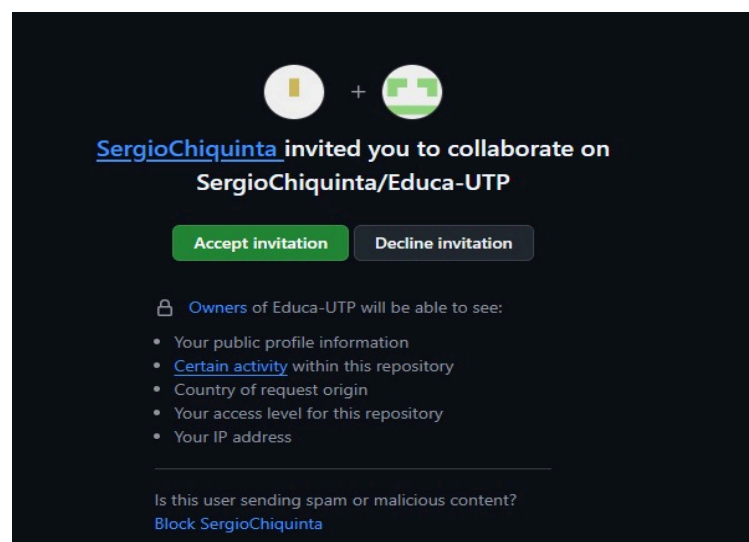 SergioChiquinta invited you to collaborate on
SergioChiquinta/Educa-UTP
Accept invitation Decline invitation
Owners of Educa-UTP will be able to see:
Your public profile information
Certain activity within this repository
Country of request origin
Your access level for this repository
Your IP address
Is this user sending spam or malicious content?
Block SergioChiquinta